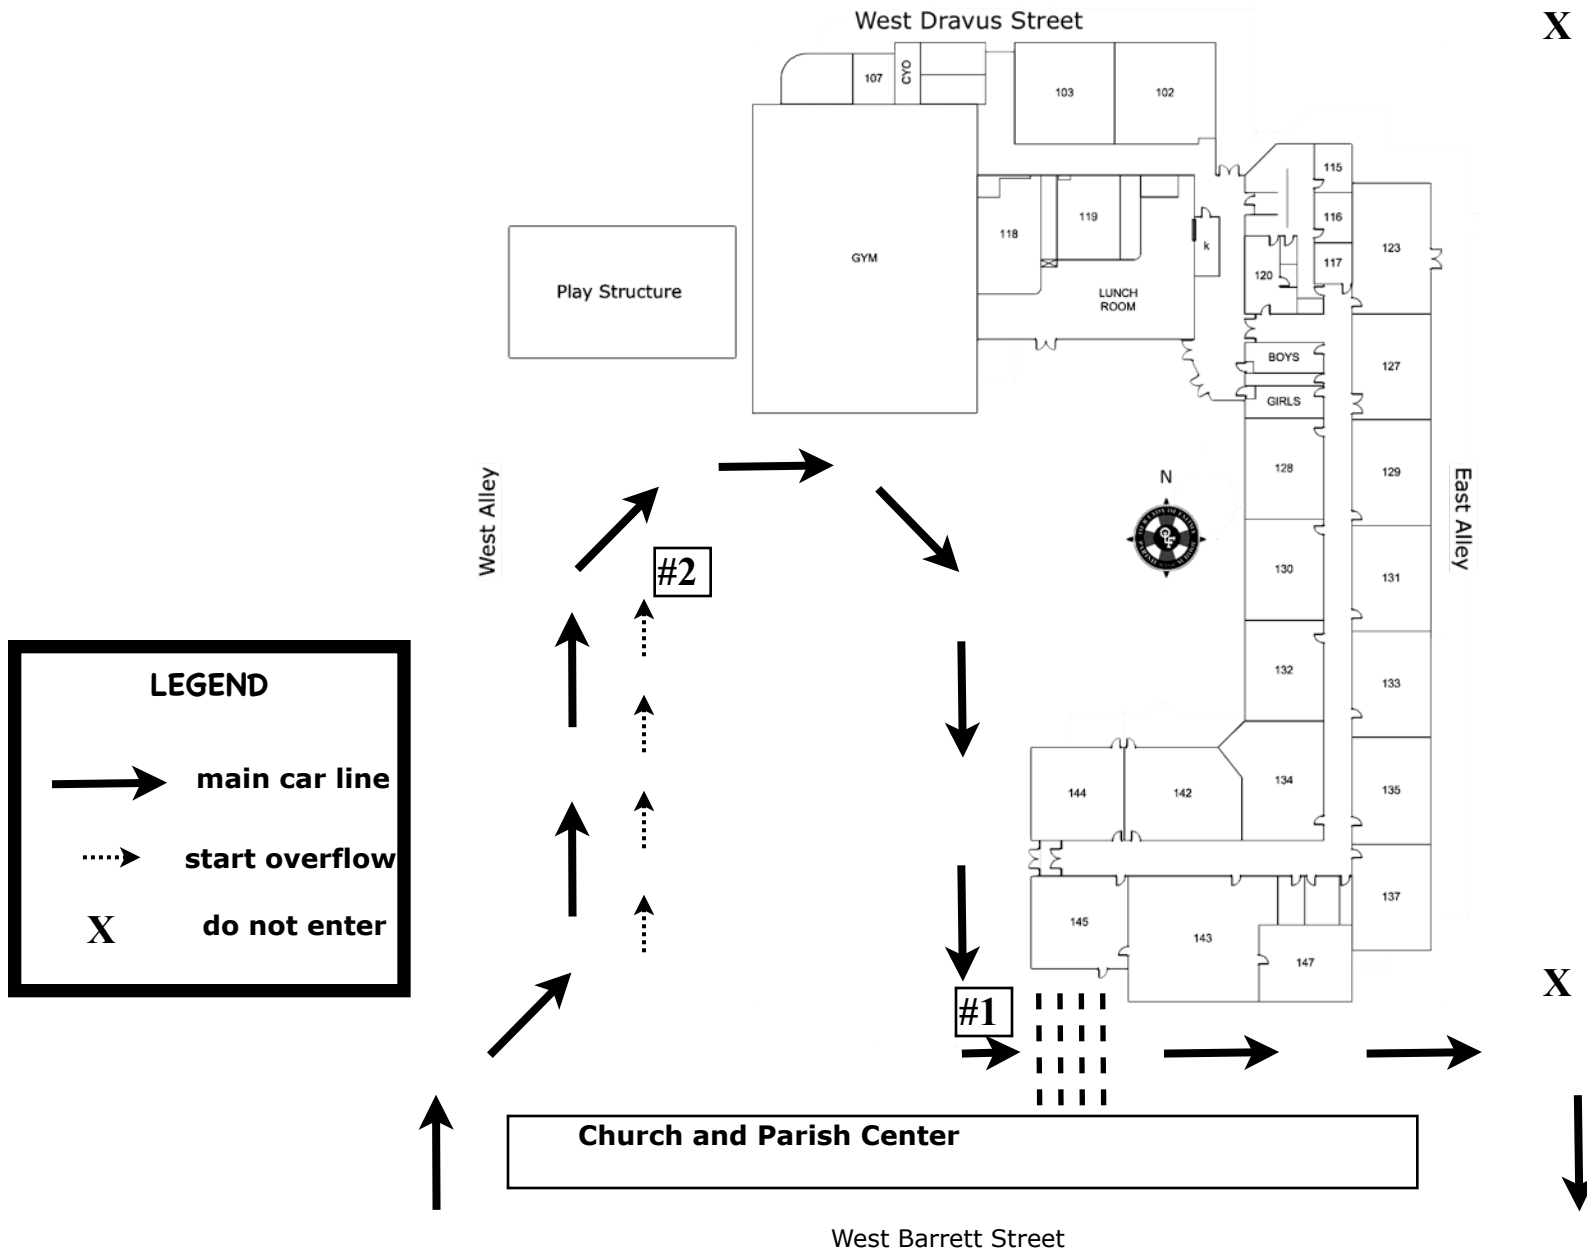 West Dravus Street
X
107
CYO
103
102
115
116
117
123
118
119
k
120
GYM
LUNCH
ROOM
Play Structure
BOYS
GIRLS
127
128
129
N
West Alley
East Alley
130
131
#2
132
133
LEGEND
main car line
start overflow
X
do not enter
144
142
134
135
145
143
147
137
X
#1
Church and Parish Center
West Barrett Street